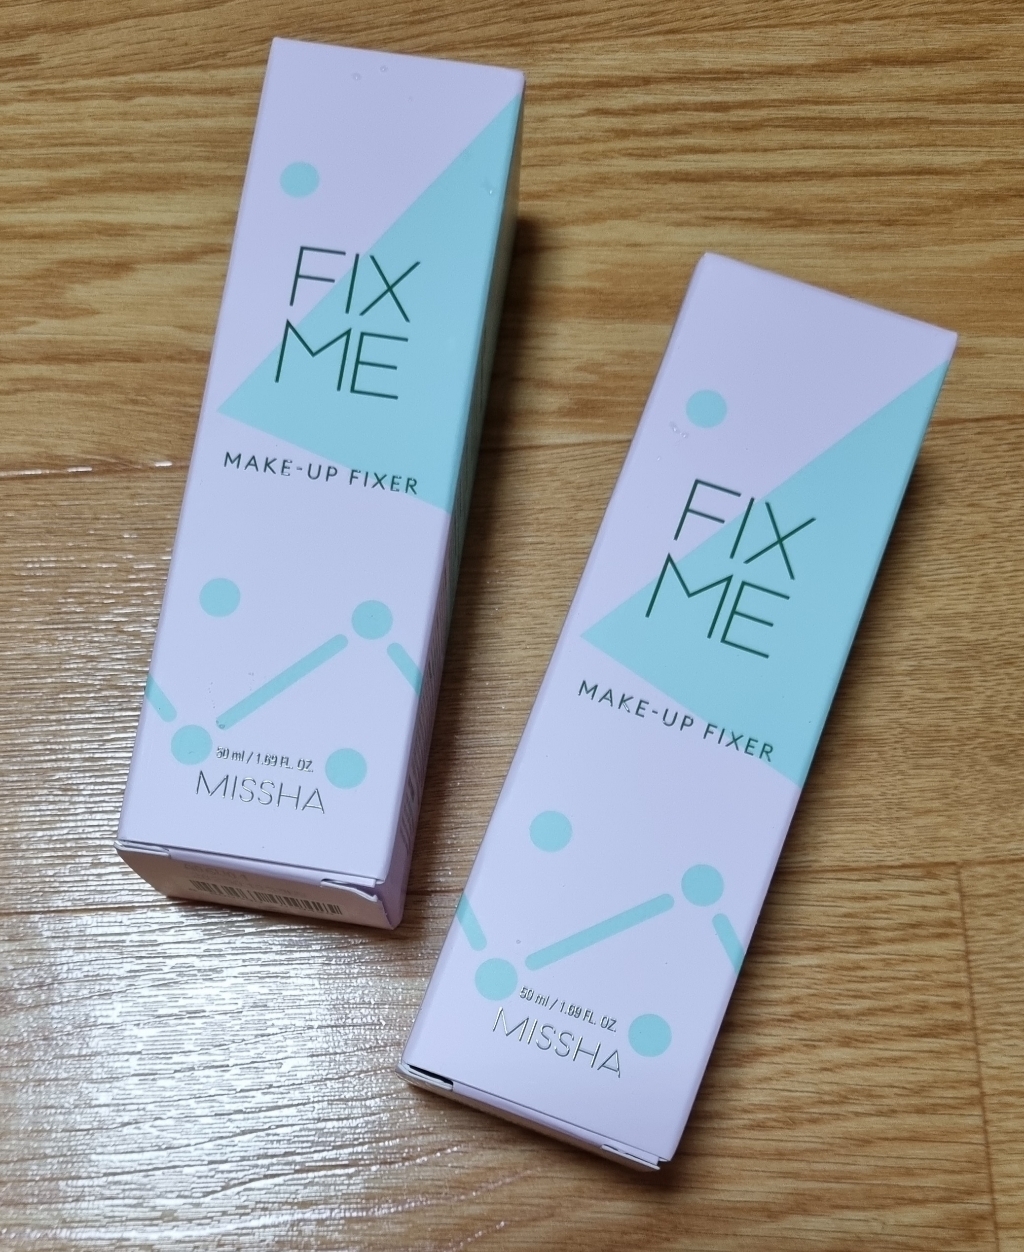 FIX
ME
MAKE-UP FIXER
50 ml / 1.69 FL. OZ.
MISSHA
FIX
ME
MAKE-UP FIXER
50 ml / 1.69 FL. OZ.
MISSHA